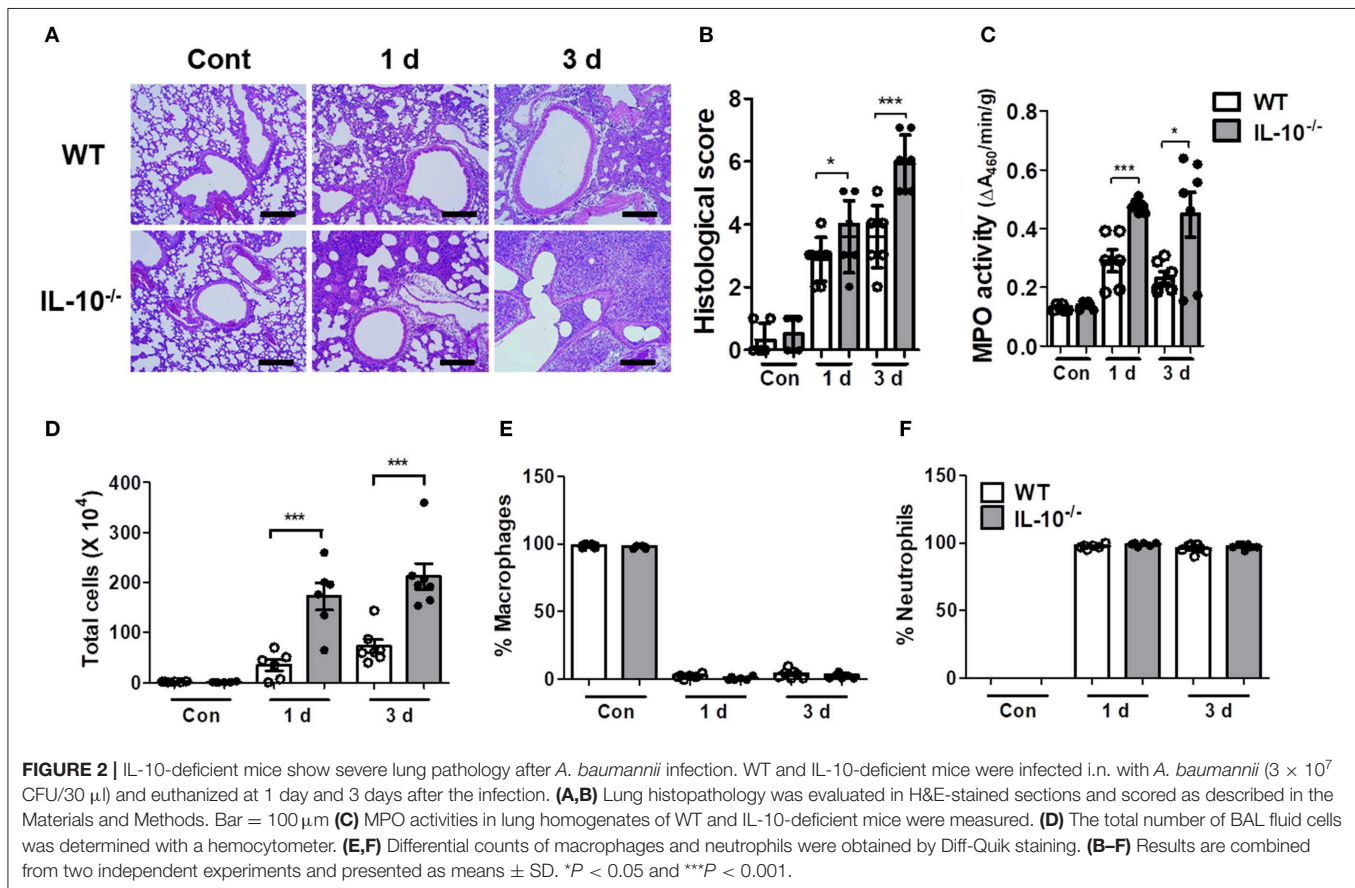 A
Cont 1 d 3 d
WT
IL-10-/-
B
Histological score
8
6
4
2
0
*
***
Con 1 d 3 d
C
MPO activity (ΔA460/min/g)
0.8
0.6
0.4
0.2
0.0
***
*
WT
IL-10-/-
Con 1 d 3 d
D
Total cells (X 10⁴)
400
300
200
100
0
***
***
Con 1 d 3 d
E
% Macrophages
150
100
50
0
Con 1 d 3 d
F
% Neutrophils
150
100
50
0
WT
IL-10-/-
Con 1 d 3 d
FIGURE 2 | IL-10-deficient mice show severe lung pathology after A. baumannii infection. WT and IL-10-deficient mice were infected i.n. with A. baumannii (3 × 10⁷
CFU/30 μl) and euthanized at 1 day and 3 days after the infection. (A,B) Lung histopathology was evaluated in H&E-stained sections and scored as described in the
Materials and Methods. Bar = 100 μm (C) MPO activities in lung homogenates of WT and IL-10-deficient mice were measured. (D) The total number of BAL fluid cells
was determined with a hemocytometer. (E,F) Differential counts of macrophages and neutrophils were obtained by Diff-Quik staining. (B–F) Results are combined
from two independent experiments and presented as means ± SD. *P < 0.05 and ***P < 0.001.